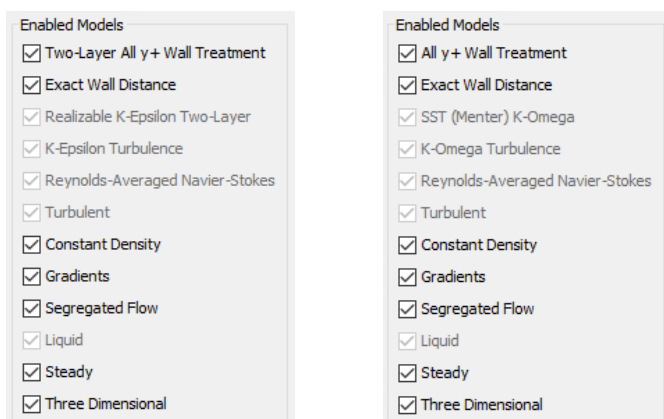 Enabled Models
Two-Layer All y+ Wall Treatment
Exact Wall Distance
Realizable K-Epsilon Two-Layer
K-Epsilon Turbulence
Reynolds-Averaged Navier-Stokes
Turbulent
Constant Density
Gradients
Segregated Flow
Liquid
Steady
Three Dimensional
Enabled Models
All y+ Wall Treatment
Exact Wall Distance
SST (Menter) K-Omega
K-Omega Turbulence
Reynolds-Averaged Navier-Stokes
Turbulent
Constant Density
Gradients
Segregated Flow
Liquid
Steady
Three Dimensional